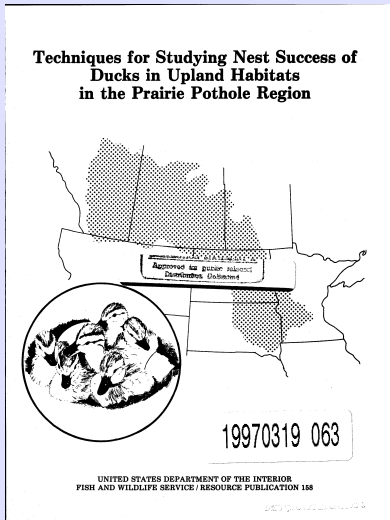 Techniques for Studying Nest Success of
Ducks in Upland Habitats
in the Prairie Pothole Region
Approved for public release;
Distribution Unlimited
19970319 063
UNITED STATES DEPARTMENT OF THE INTERIOR
FISH AND WILDLIFE SERVICE / RESOURCE PUBLICATION 158